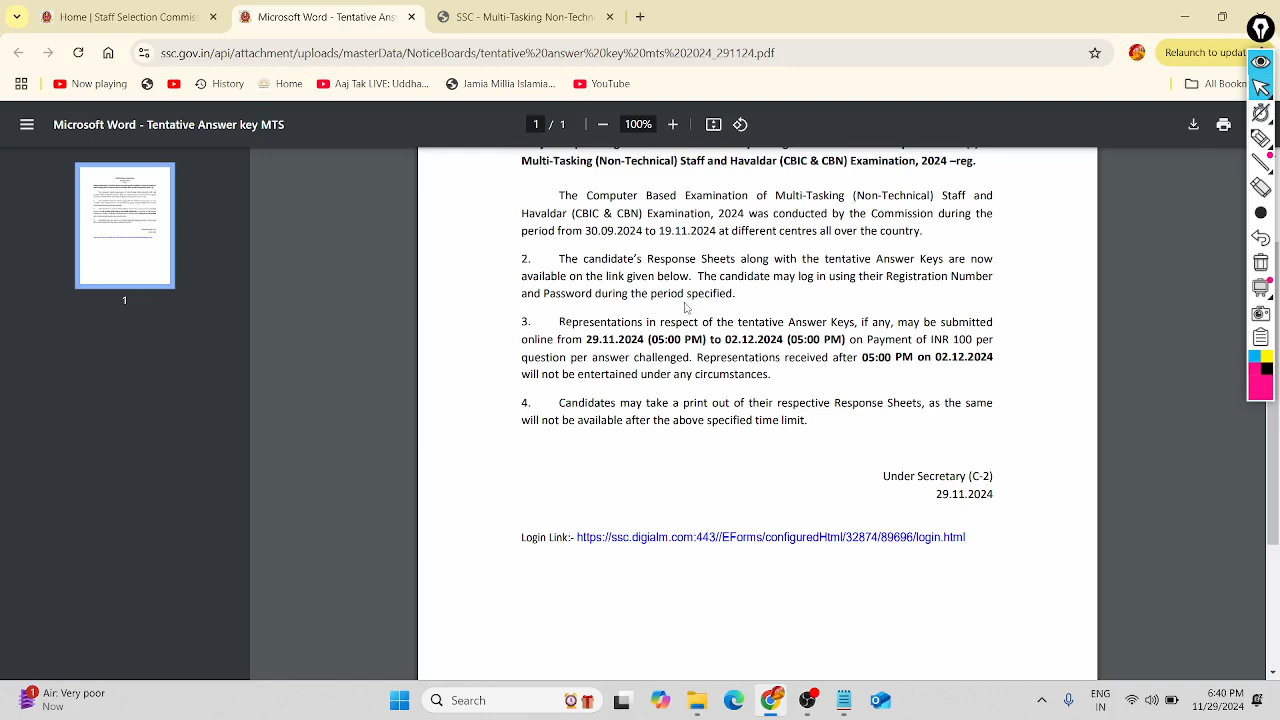 Home | Staff Selection Commiss
Microsoft Word - Tentative Ans
SSC - Multi-Tasking Non-Techni
ssc.gov.in/api/attachment/uploads/masterData/NoticeBoards/tentative%20answer%20key%20mts%202024_291124.pdf
Relaunch to updat
Now playing
History
Home
Aaj Tak LIVE: Uddha...
Jamia Millia Islamia...
YouTube
All Bookm
Microsoft Word - Tentative Answer key MTS
1 / 1
100%
1
Multi-Tasking (Non-Technical) Staff and Havaldar (CBIC & CBN) Examination, 2024 –reg.
The Computer Based Examination of Multi-Tasking (Non-Technical) Staff and
Havaldar (CBIC & CBN) Examination, 2024 was conducted by the Commission during the
period from 30.09.2024 to 19.11.2024 at different centres all over the country.
2. The candidate's Response Sheets along with the tentative Answer Keys are now
available on the link given below. The candidate may log in using their Registration Number
and Password during the period specified.
3. Representations in respect of the tentative Answer Keys, if any, may be submitted
online from 29.11.2024 (05:00 PM) to 02.12.2024 (05:00 PM) on Payment of INR 100 per
question per answer challenged. Representations received after 05:00 PM on 02.12.2024
will not be entertained under any circumstances.
4. Candidates may take a print out of their respective Response Sheets, as the same
will not be available after the above specified time limit.
Under Secretary (C-2)
29.11.2024
Login Link:- https://ssc.digialm.com:443//EForms/configuredHtml/32874/89696/login.html
1
Air: Very poor
Now
Search
ENG
IN
6:40 PM
11/29/2024